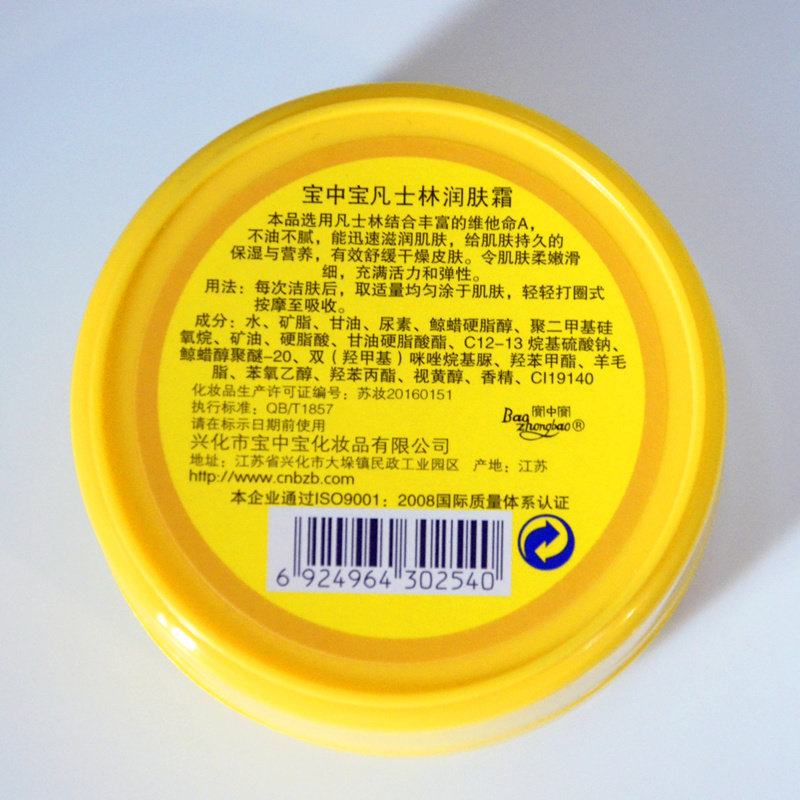 宝中宝凡士林润肤霜
本品选用凡士林结合丰富的维他命A，
不油不腻，能迅速滋润肌肤，给肌肤持久的
保湿与营养，有效舒缓干燥皮肤。令肌肤柔嫩滑
细，充满活力和弹性。
用法：每次洁肤后，取适量均匀涂于肌肤，轻轻打圈式
按摩至吸收。
成分：水、矿脂、甘油、尿素、鲸蜡硬脂醇、聚二甲基硅
氧烷、矿油、硬脂酸、甘油硬脂酸酯、C12-13 烷基硫酸钠、
鲸蜡醇聚醚-20、双（羟甲基）咪唑烷基脲、羟苯甲酯、羊毛
脂、苯氧乙醇、羟苯丙酯、视黄醇、香精、CI19140
化妆品生产许可证编号：苏妆20160151
执行标准：QB/T1857
请在标示日期前使用
Bao zhongbao®
兴化市宝中宝化妆品有限公司
地址：江苏省兴化市大垛镇民政工业园区 产地：江苏
http://www.cnbzb.com
本企业通过ISO9001：2008国际质量体系认证
6 924964 302540